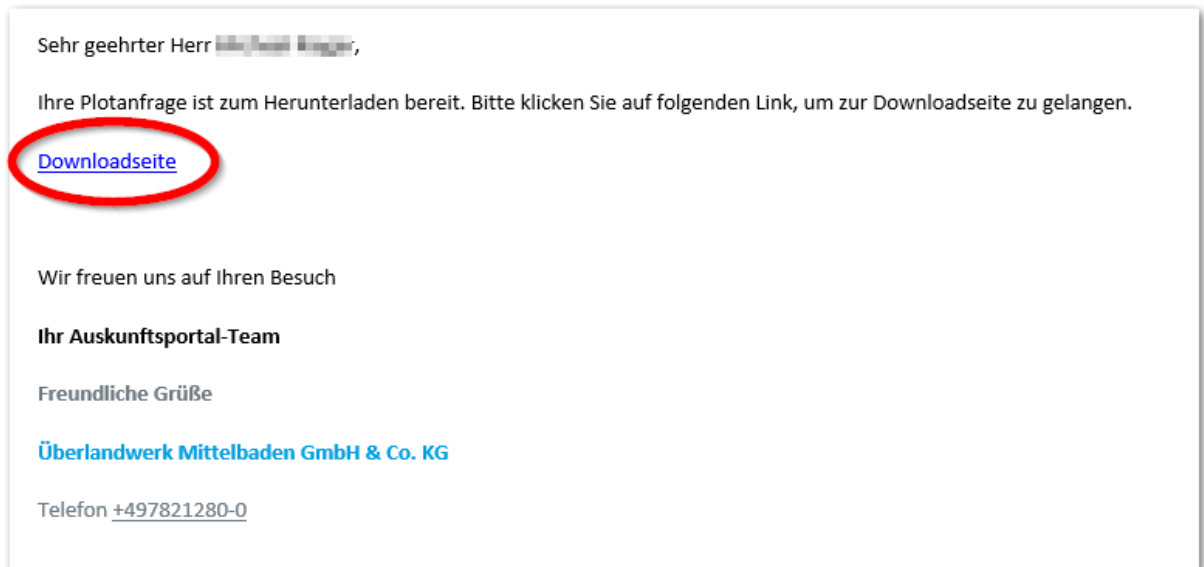 Sehr geehrter Herr ,
Ihre Plotanfrage ist zum Herunterladen bereit. Bitte klicken Sie auf folgenden Link, um zur Downloadseite zu gelangen.
Downloadseite
Wir freuen uns auf Ihren Besuch
Ihr Auskunftsportal-Team
Freundliche Grüße
Überlandwerk Mittelbaden GmbH & Co. KG
Telefon +497821280-0